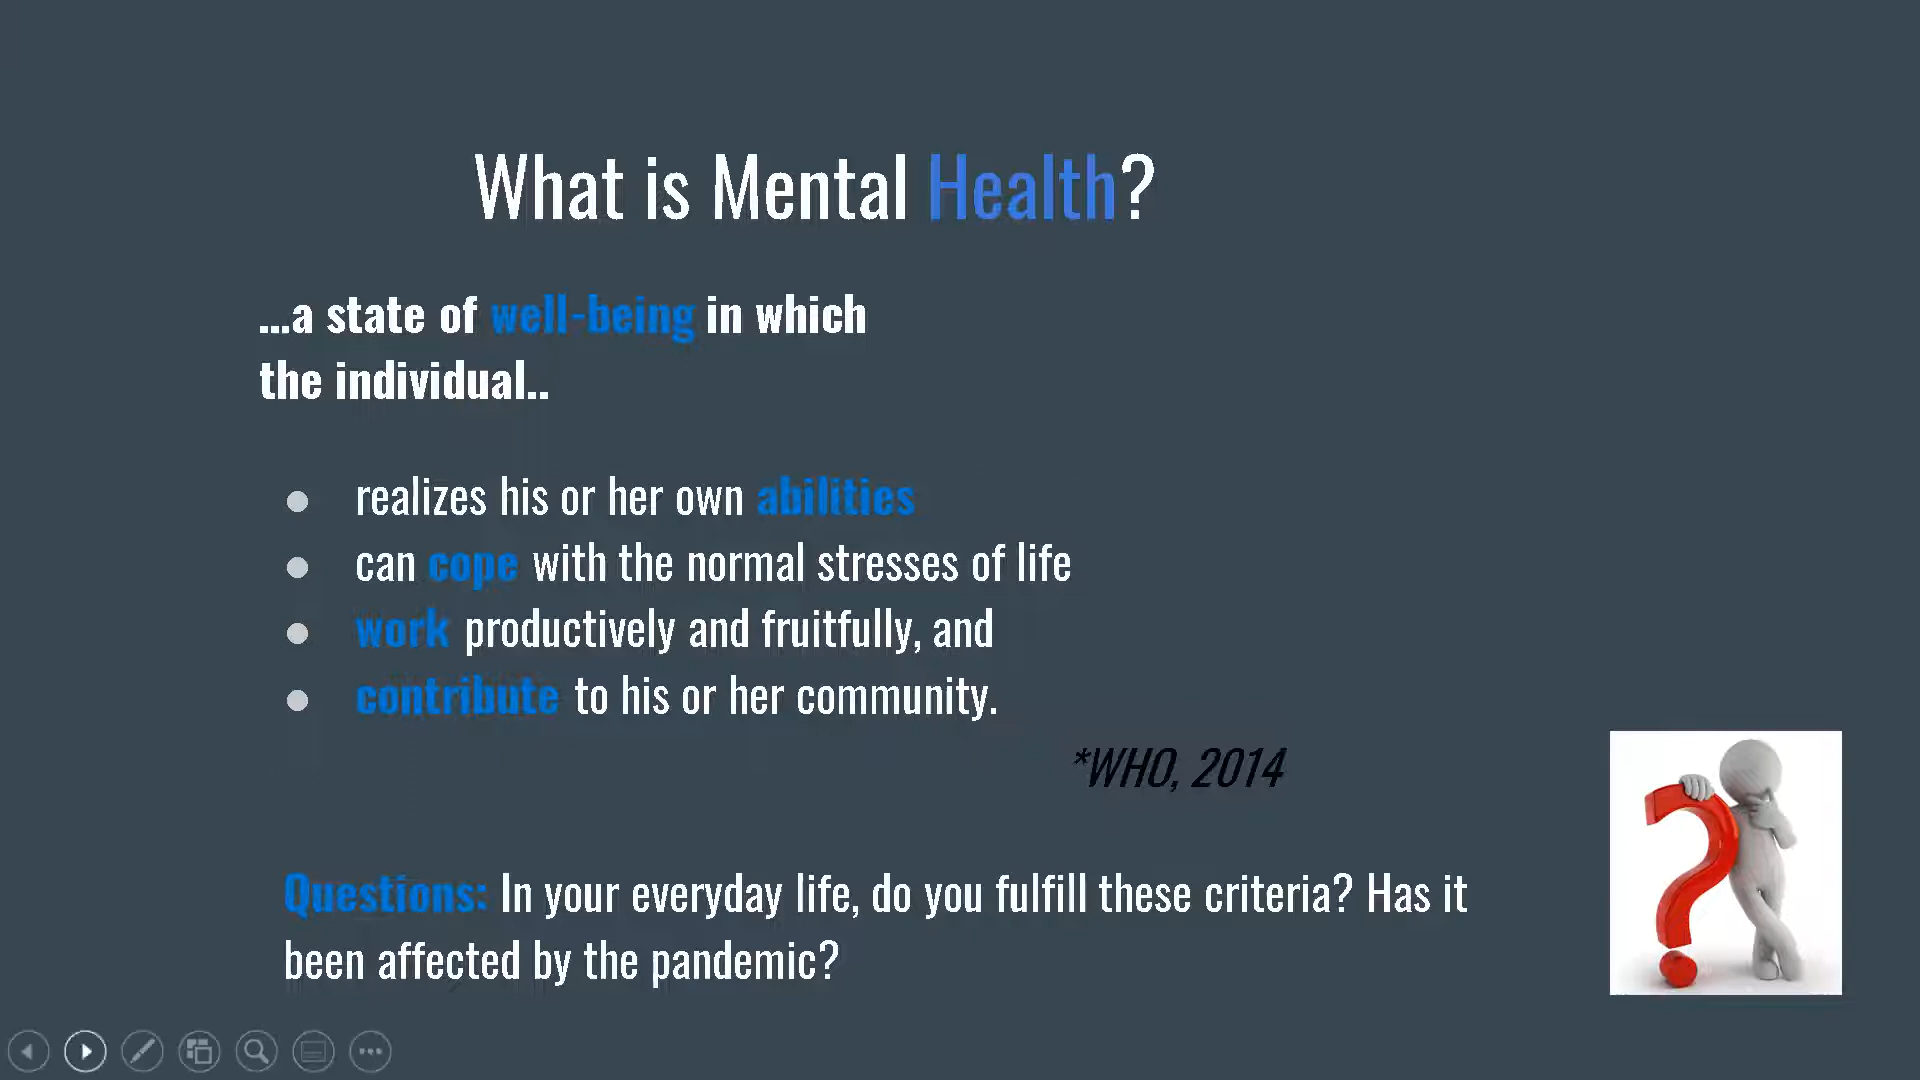 What is Mental Health?
...a state of well-being in which
the individual..
● realizes his or her own abilities
● can cope with the normal stresses of life
● work productively and fruitfully, and
● contribute to his or her community.
*WHO, 2014
Questions: In your everyday life, do you fulfill these criteria? Has it
been affected by the pandemic?